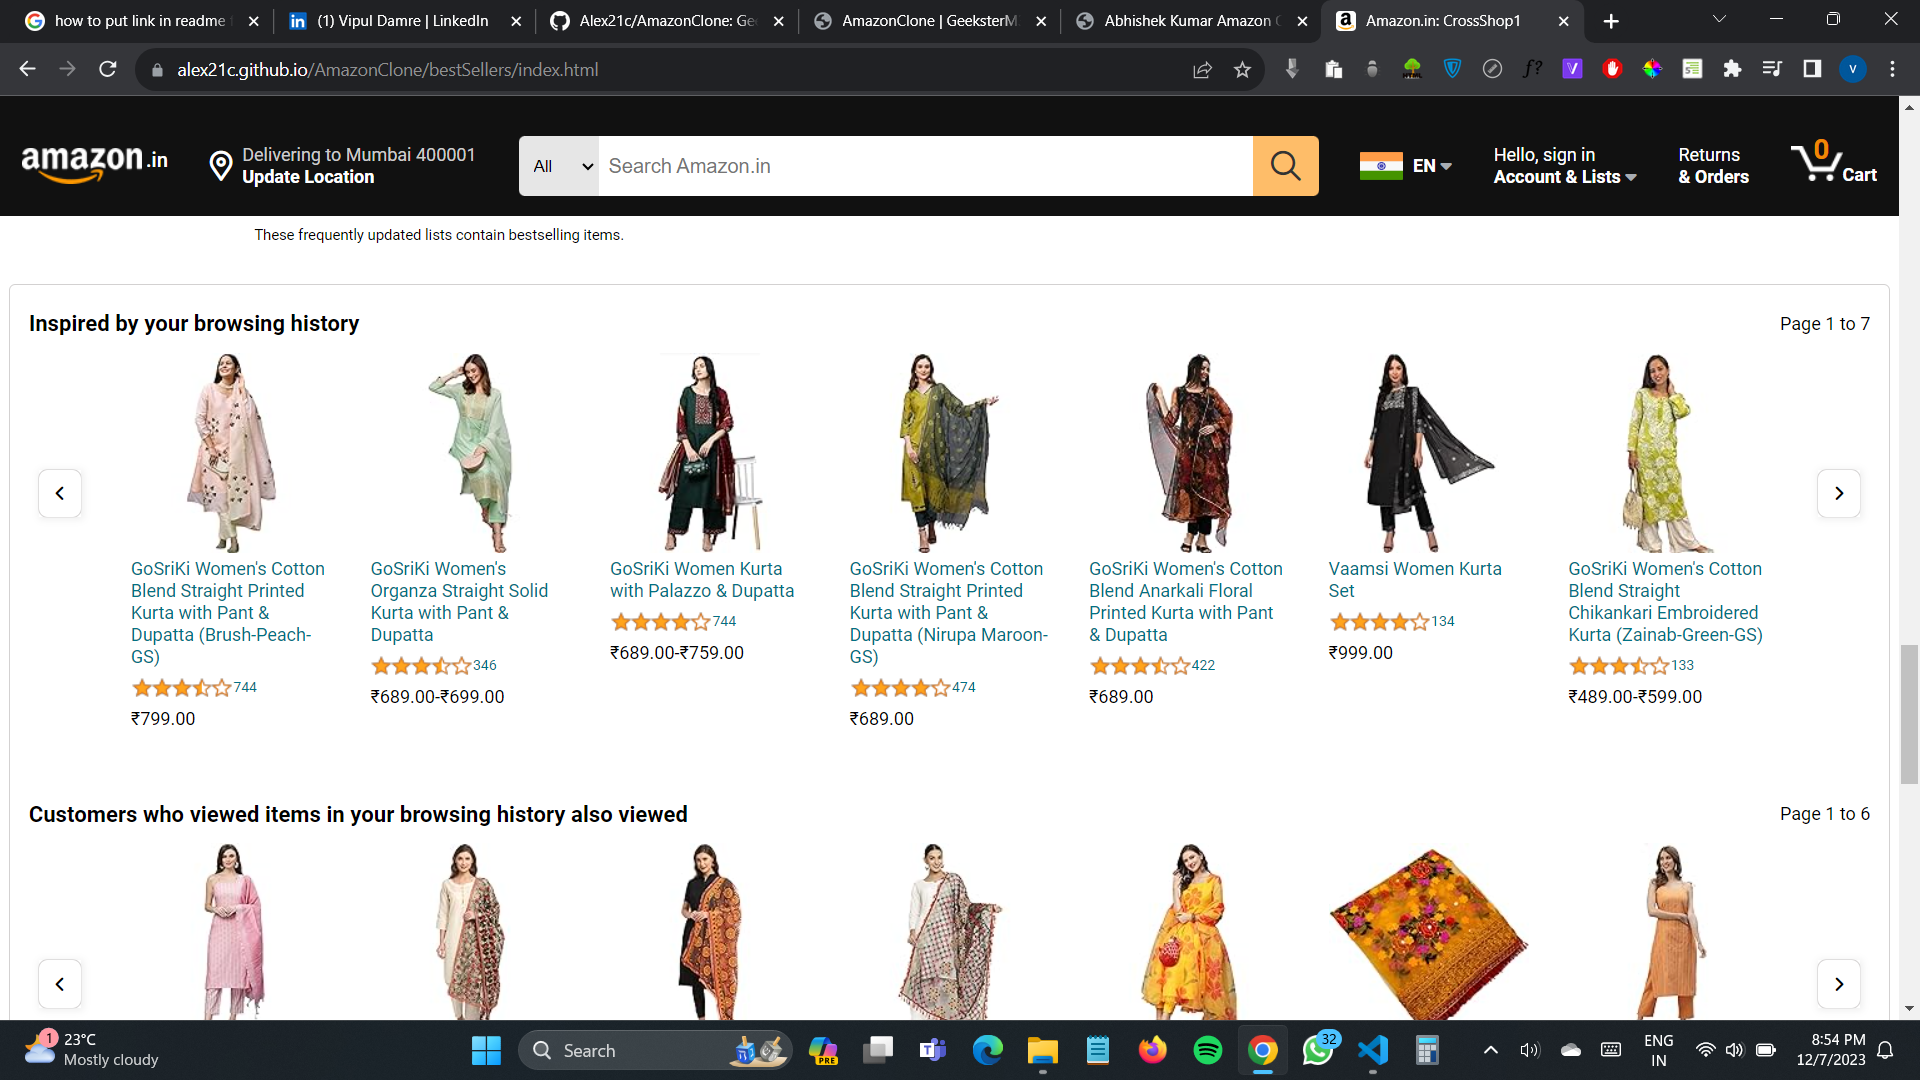 how to put link in readme
(1) Vipul Damre | LinkedIn
Alex21c/AmazonClone: Gee
AmazonClone | GeeksterM
Abhishek Kumar Amazon C
Amazon.in: CrossShop1
alex21c.github.io/AmazonClone/bestSellers/index.html
amazon.in
Delivering to Mumbai 400001
Update Location
All
Search Amazon.in
EN
Hello, sign in
Account & Lists
Returns
& Orders
0
Cart
These frequently updated lists contain bestselling items.
Inspired by your browsing history
Page 1 to 7
GoSriKi Women's Cotton
Blend Straight Printed
Kurta with Pant &
Dupatta (Brush-Peach-
GS)
744
₹799.00
GoSriKi Women's
Organza Straight Solid
Kurta with Pant &
Dupatta
346
₹689.00-₹699.00
GoSriKi Women Kurta
with Palazzo & Dupatta
744
₹689.00-₹759.00
GoSriKi Women's Cotton
Blend Straight Printed
Kurta with Pant &
Dupatta (Nirupa Maroon-
GS)
474
₹689.00
GoSriKi Women's Cotton
Blend Anarkali Floral
Printed Kurta with Pant
& Dupatta
422
₹689.00
Vaamsi Women Kurta
Set
134
₹999.00
GoSriKi Women's Cotton
Blend Straight
Chikankari Embroidered
Kurta (Zainab-Green-GS)
133
₹489.00-₹599.00
Customers who viewed items in your browsing history also viewed
Page 1 to 6
1
23°C
Mostly cloudy
Search
PRE
32
ENG
IN
8:54 PM
12/7/2023